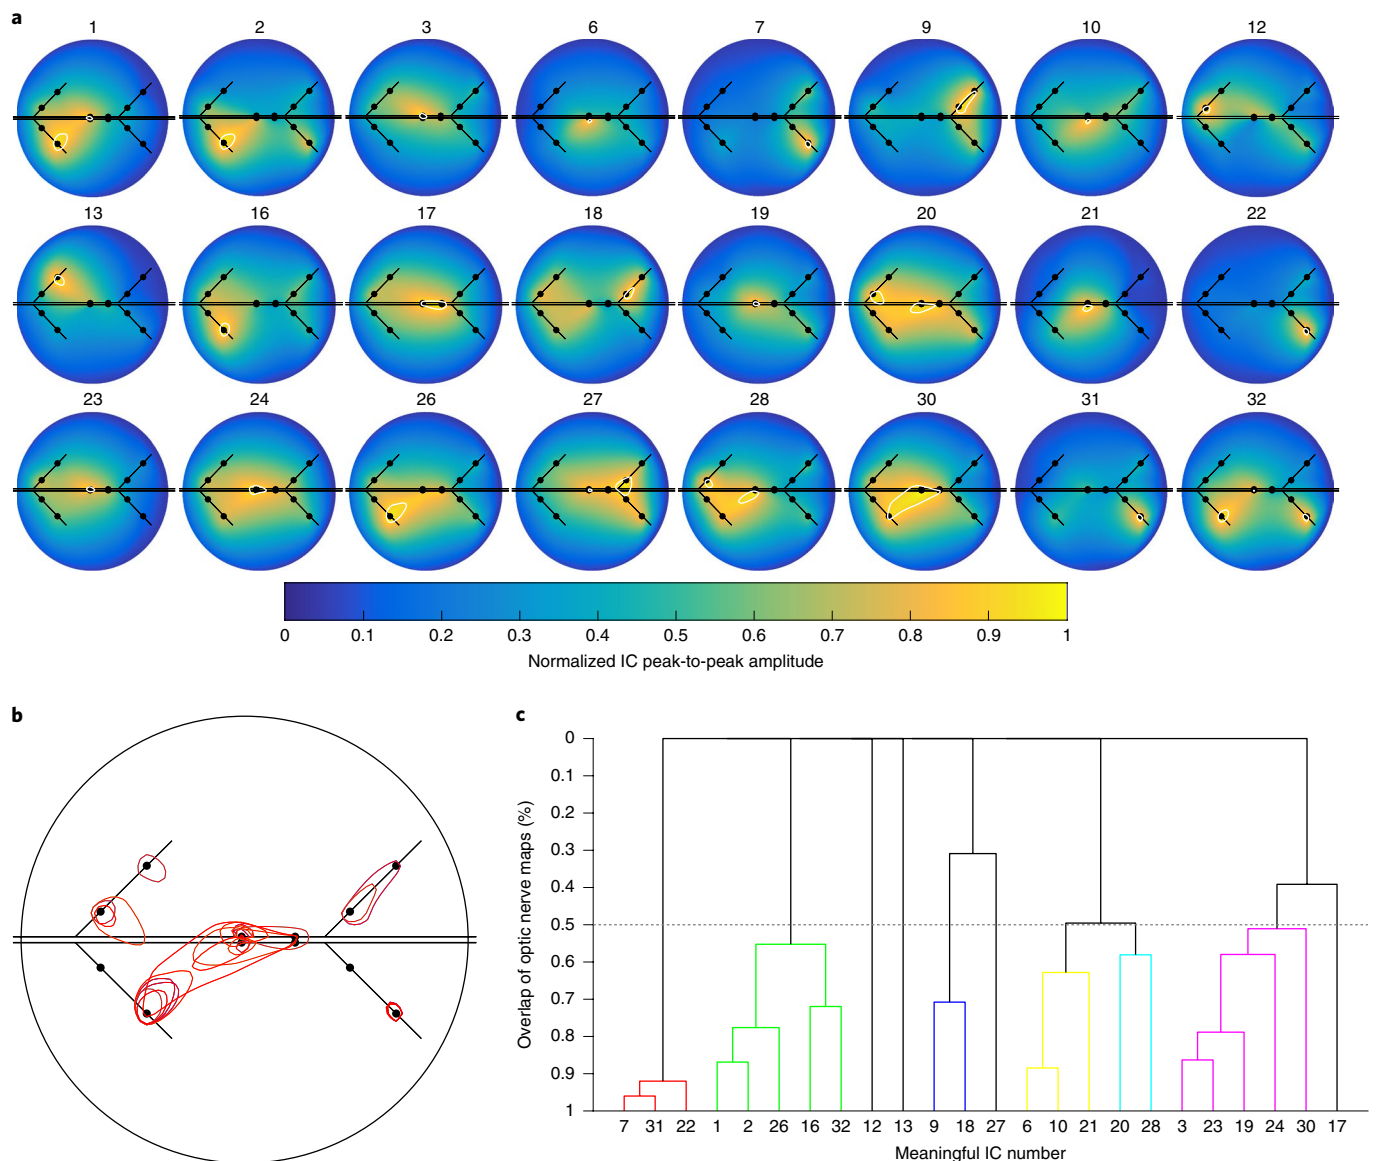 a
1 2 3 6 7 9 10 12
13 16 17 18 19 20 21 22
23 24 26 27 28 30 31 32
0 0.1 0.2 0.3 0.4 0.5 0.6 0.7 0.8 0.9 1
Normalized IC peak-to-peak amplitude
b
c
Overlap of optic nerve maps (%)
0
0.1
0.2
0.3
0.4
0.5
0.6
0.7
0.8
0.9
1
7 31 22 1 2 26 16 32 12 13 9 18 27 6 10 21 20 28 3 23 19 24 30 17
Meaningful IC number